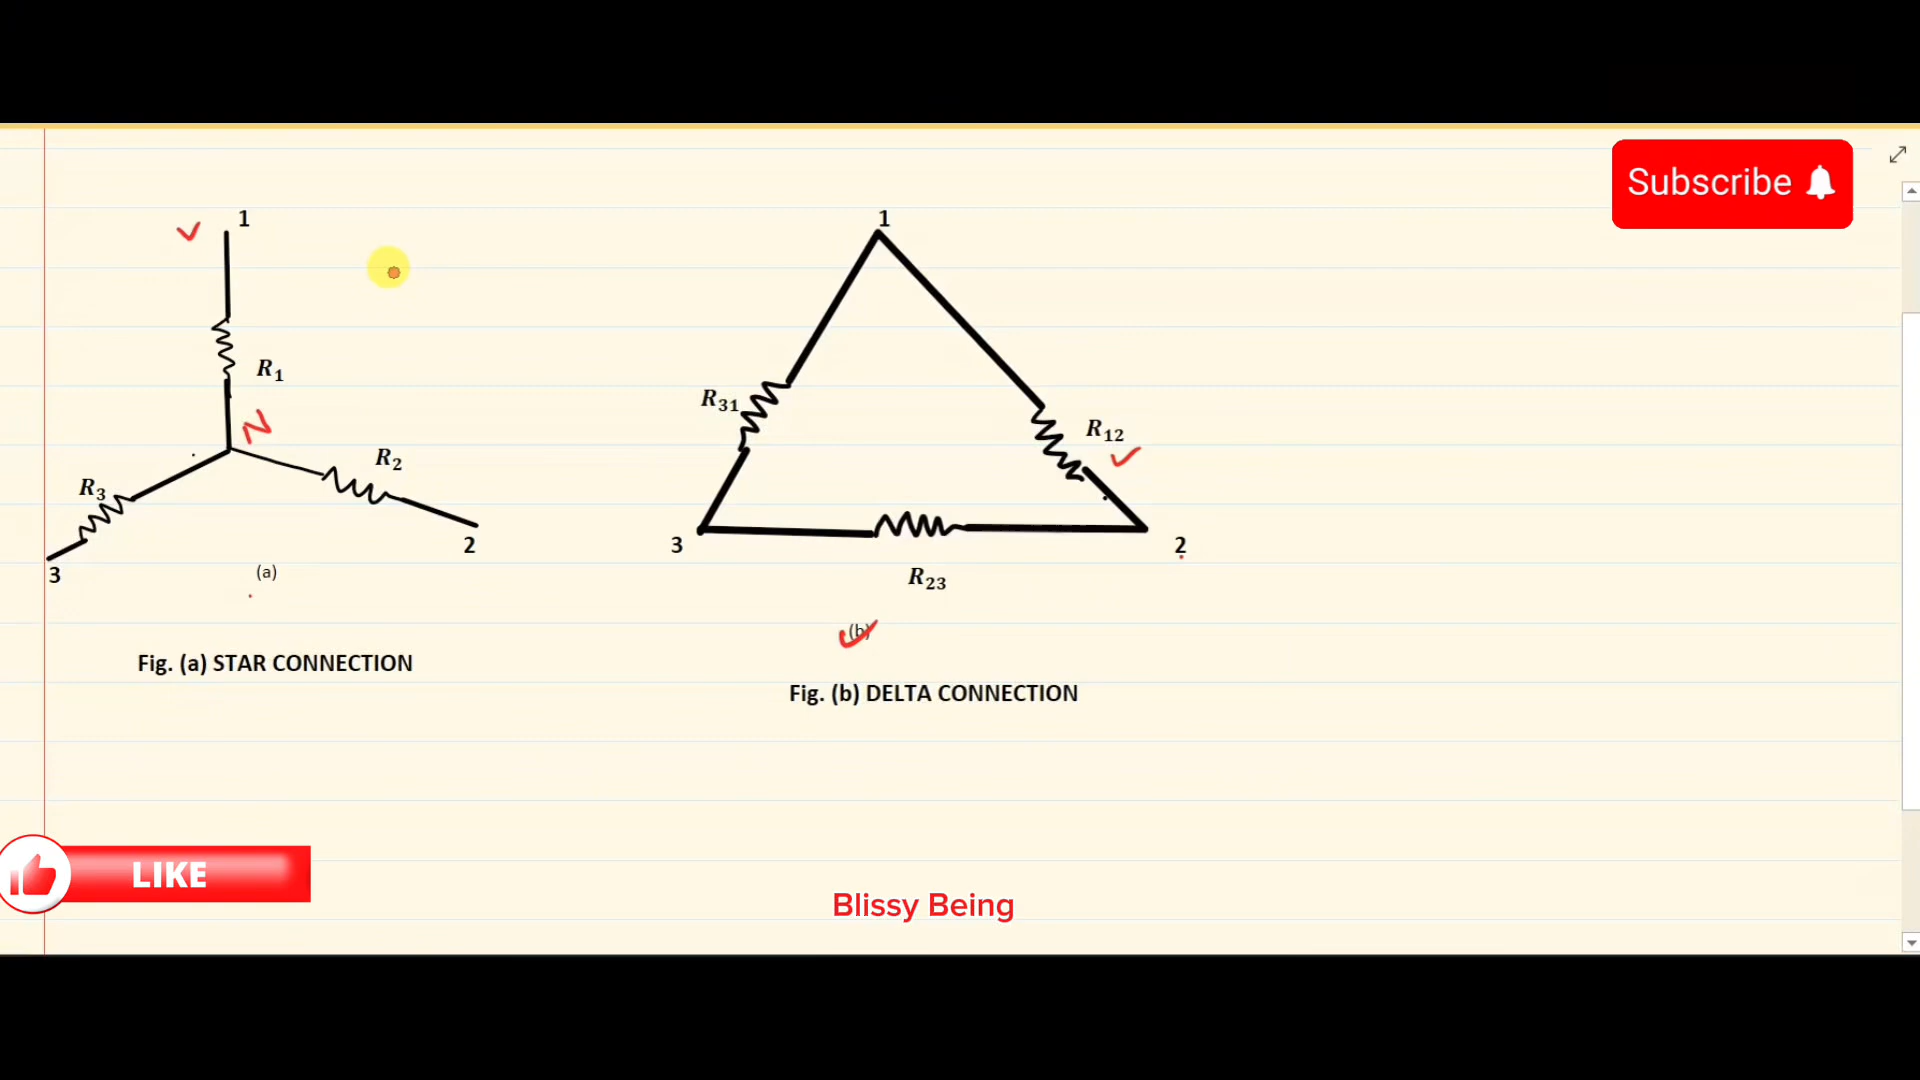 Subscribe
1
R1
N
R2
R3
2
3
(a)
Fig. (a) STAR CONNECTION
1
R31
R12
3
2
R23
(b)
Fig. (b) DELTA CONNECTION
LIKE
Blissy Being